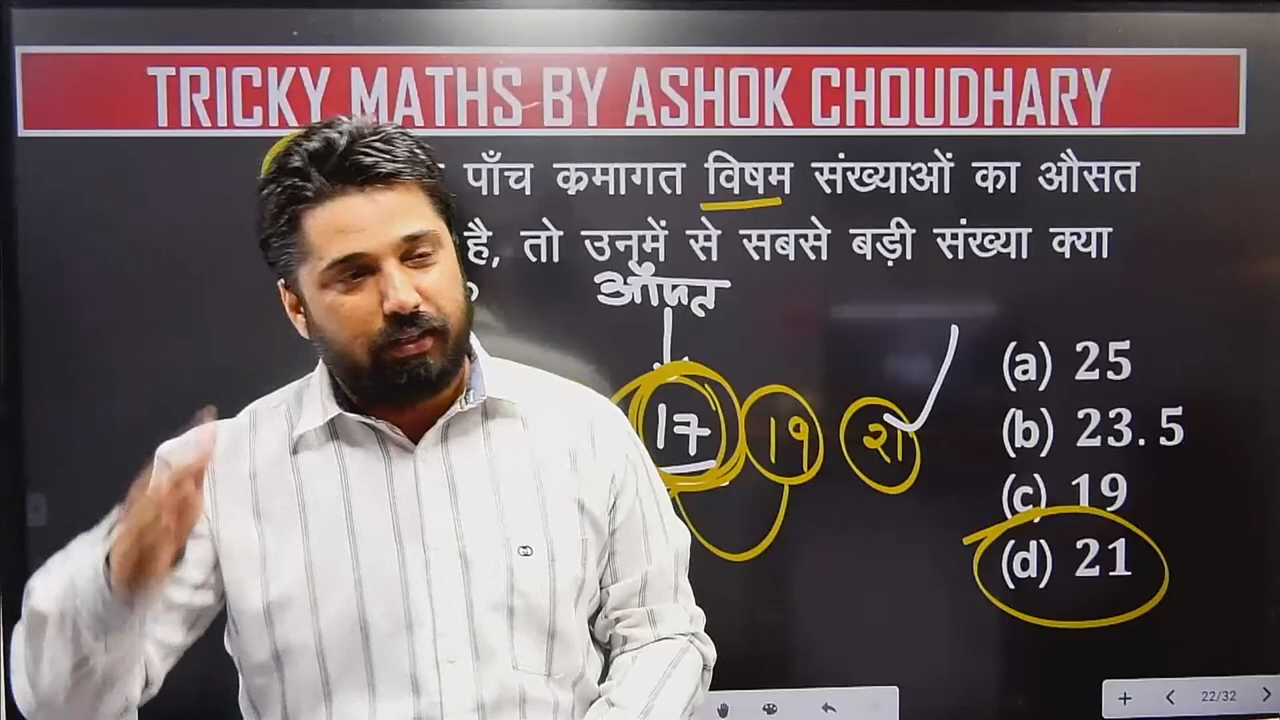 TRICKY MATHS BY ASHOK CHOUDHARY
पाँच क्रमागत विषम संख्याओं का औसत
है, तो उनमें से सबसे बड़ी संख्या क्या
औसत
17 19 21
(a) 25
(b) 23.5
(c) 19
(d) 21
22/32